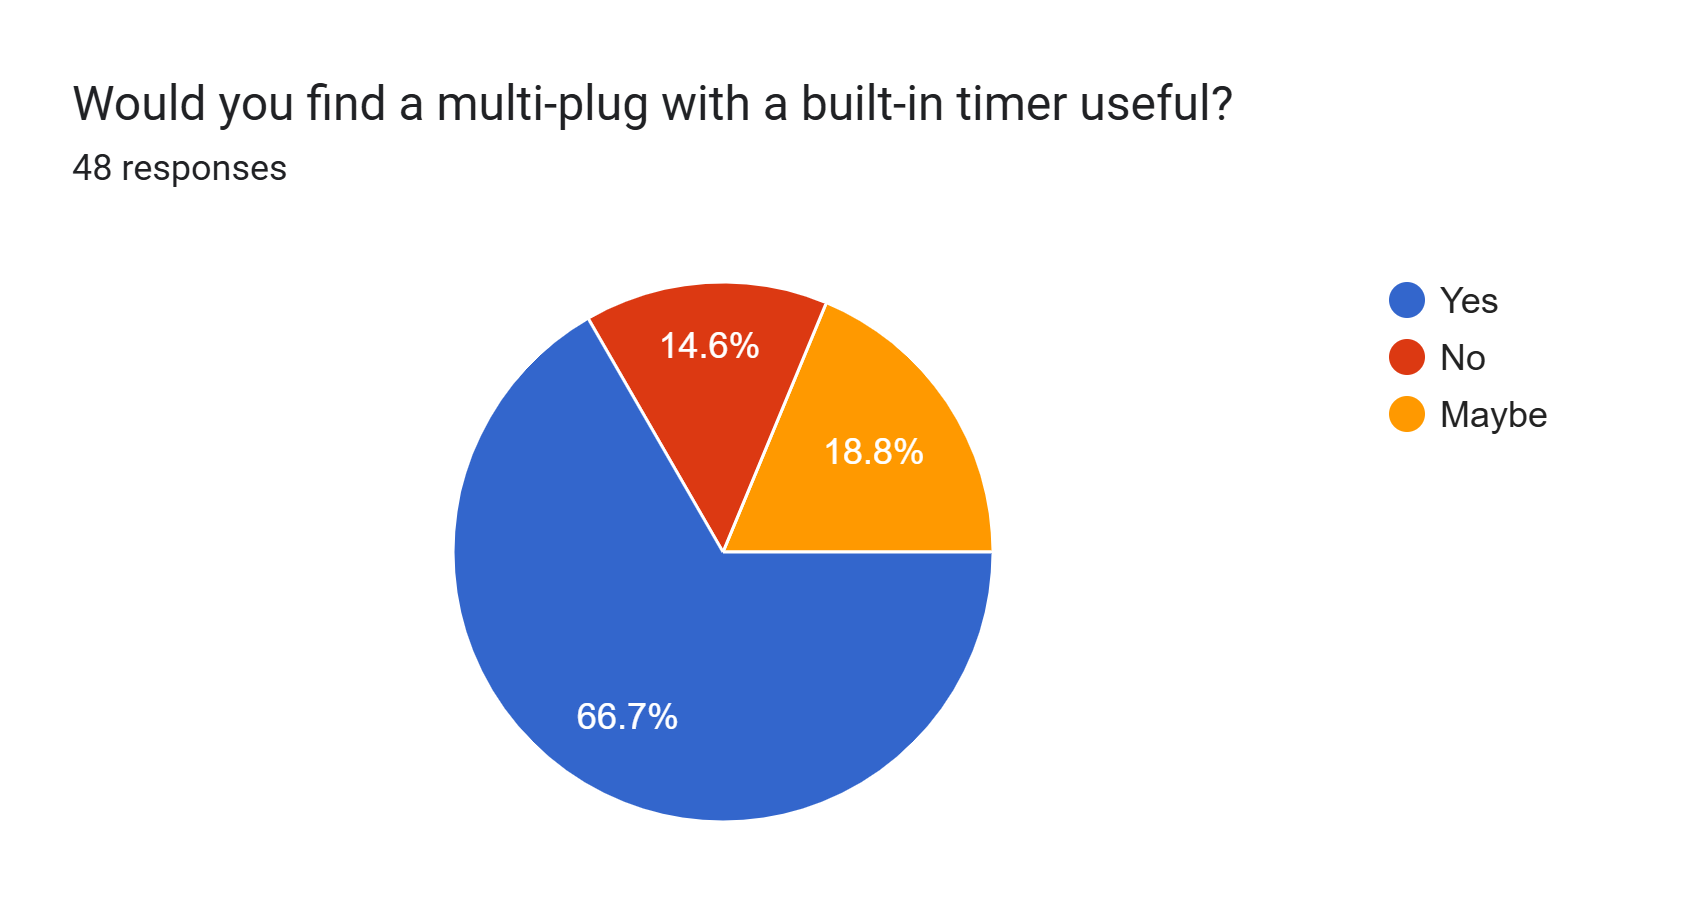 Would you find a multi-plug with a built-in timer useful?
48 responses
Yes
No
Maybe
14.6%
18.8%
66.7%